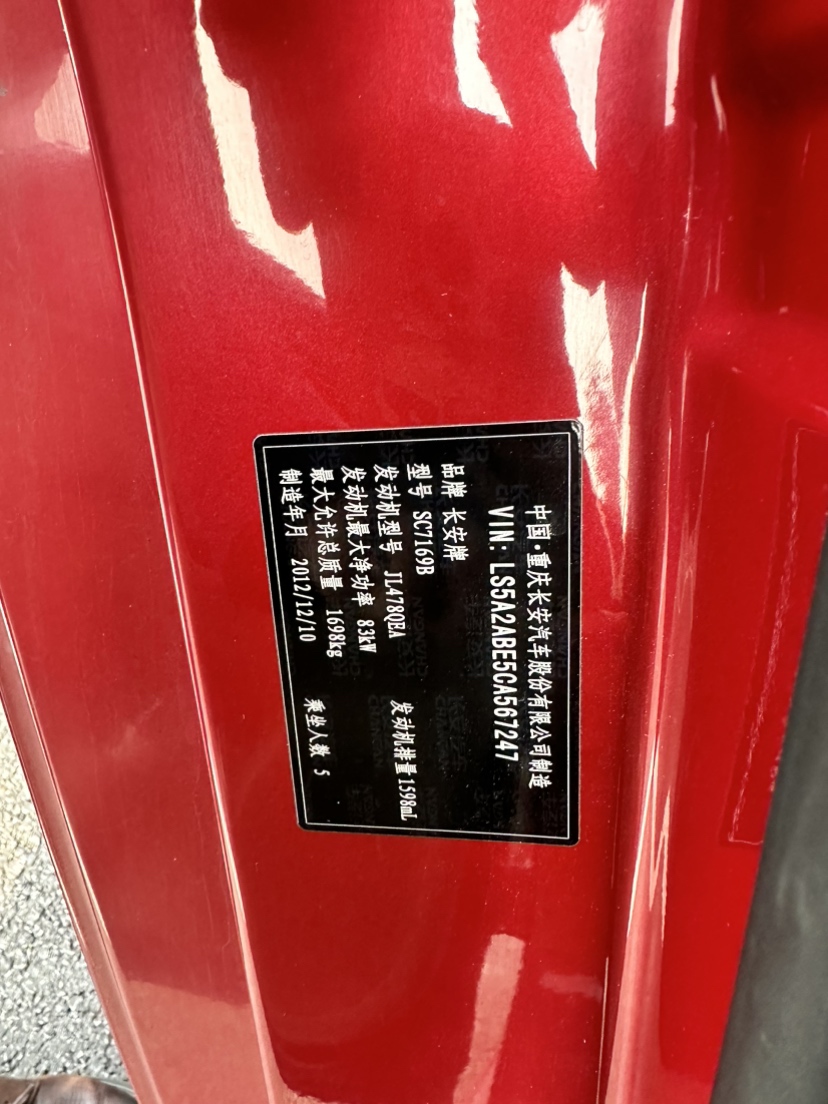 中国·重庆长安汽车股份有限公司制造
VIN: LS5A2ABE5CA567247
品牌 长安牌
型号 SC7169B
发动机型号 JL478QEA 发动机排量 1598mL
发动机最大净功率 83kW
最大允许总质量 1698kg
制造年月 2012/12/10 乘坐人数 5